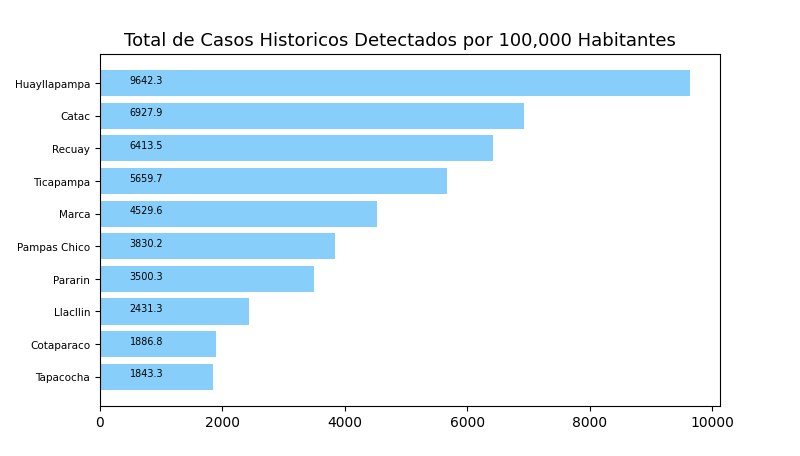 Total de Casos Historicos Detectados por 100,000 Habitantes
Huayllapampa 9642.3
Catac 6927.9
Recuay 6413.5
Ticapampa 5659.7
Marca 4529.6
Pampas Chico 3830.2
Pararin 3500.3
Llacllin 2431.3
Cotaparaco 1886.8
Tapacocha 1843.3
0 2000 4000 6000 8000 10000